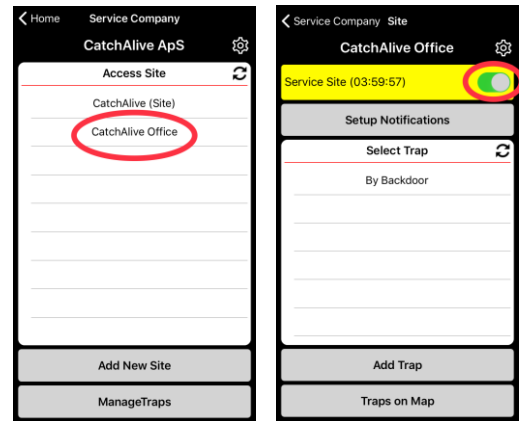 Home Service Company
CatchAlive ApS
Access Site
CatchAlive (Site)
CatchAlive Office
Add New Site
ManageTraps
Service Company Site
CatchAlive Office
Service Site (03:59:57)
Setup Notifications
Select Trap
By Backdoor
Add Trap
Traps on Map